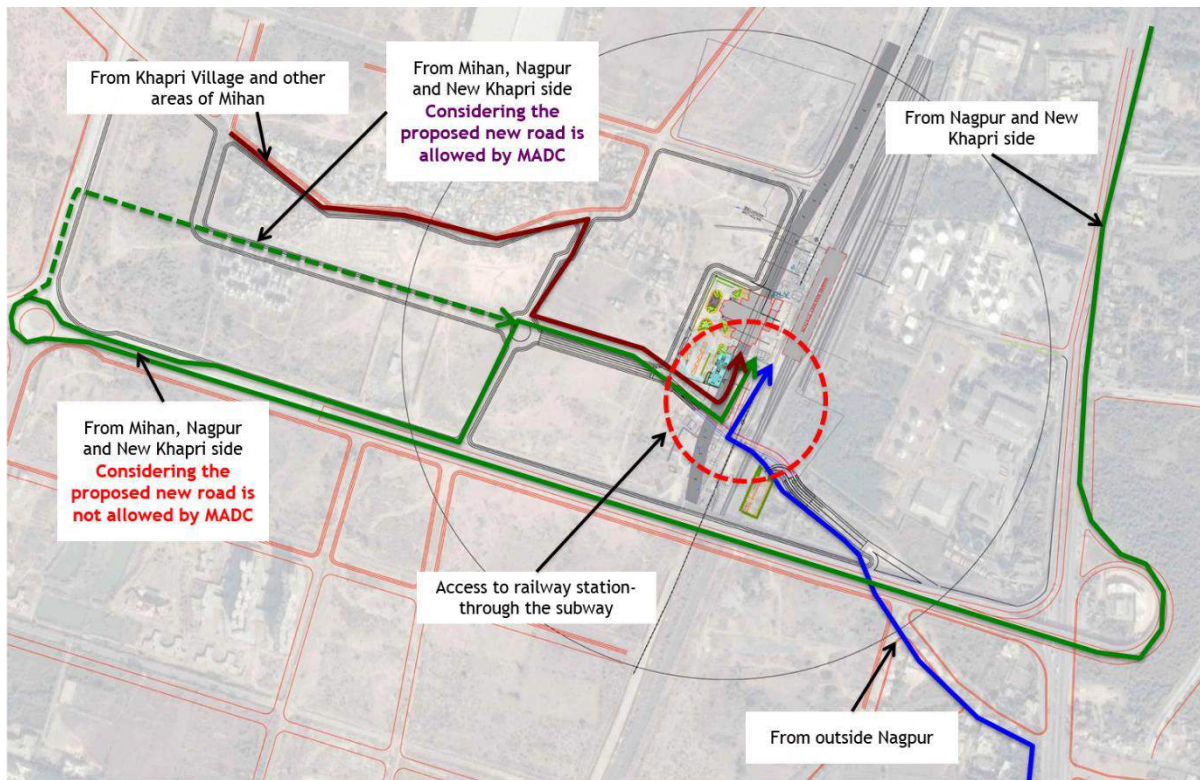 From Khapri Village and other
areas of Mihan
From Mihan, Nagpur
and New Khapri side
Considering the
proposed new road is
allowed by MADC
From Nagpur and New
Khapri side
From Mihan, Nagpur
and New Khapri side
Considering the
proposed new road is
not allowed by MADC
Access to railway station-
through the subway
From outside Nagpur